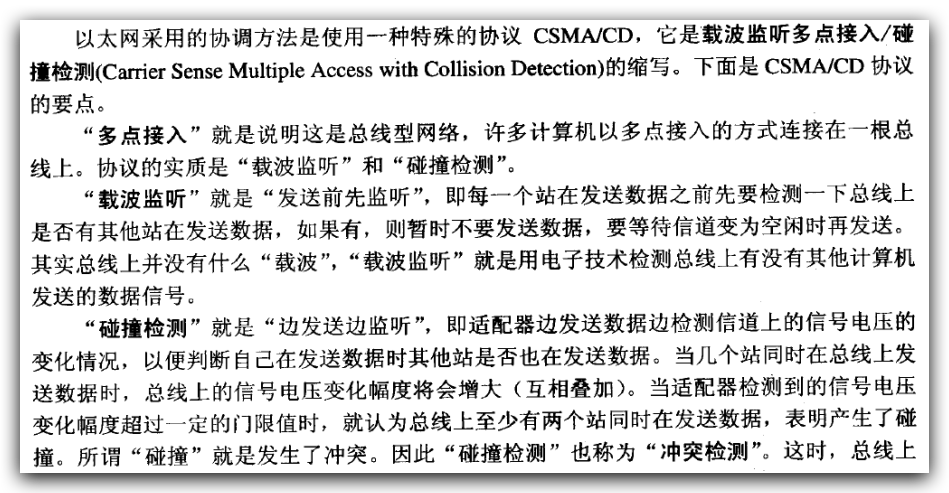 以太网采用的协调方法是使用一种特殊的协议 CSMA/CD，它是载波监听多点接入/碰
撞检测(Carrier Sense Multiple Access with Collision Detection)的缩写。下面是 CSMA/CD 协议
的要点。
“多点接入”就是说明这是总线型网络，许多计算机以多点接入的方式连接在一根总
线上。协议的实质是“载波监听”和“碰撞检测”。
“载波监听”就是“发送前先监听”，即每一个站在发送数据之前先要检测一下总线上
是否有其他站在发送数据，如果有，则暂时不要发送数据，要等待信道变为空闲时再发送。
其实总线上并没有什么“载波”，“载波监听”就是用电子技术检测总线上有没有其他计算机
发送的数据信号。
“碰撞检测”就是“边发送边监听”，即适配器边发送数据边检测信道上的信号电压的
变化情况，以便判断自己在发送数据时其他站是否也在发送数据。当几个站同时在总线上发
送数据时，总线上的信号电压变化幅度将会增大（互相叠加）。当适配器检测到的信号电压
变化幅度超过一定的门限值时，就认为总线上至少有两个站同时在发送数据，表明产生了碰
撞。所谓“碰撞”就是发生了冲突。因此“碰撞检测”也称为“冲突检测”。这时，总线上